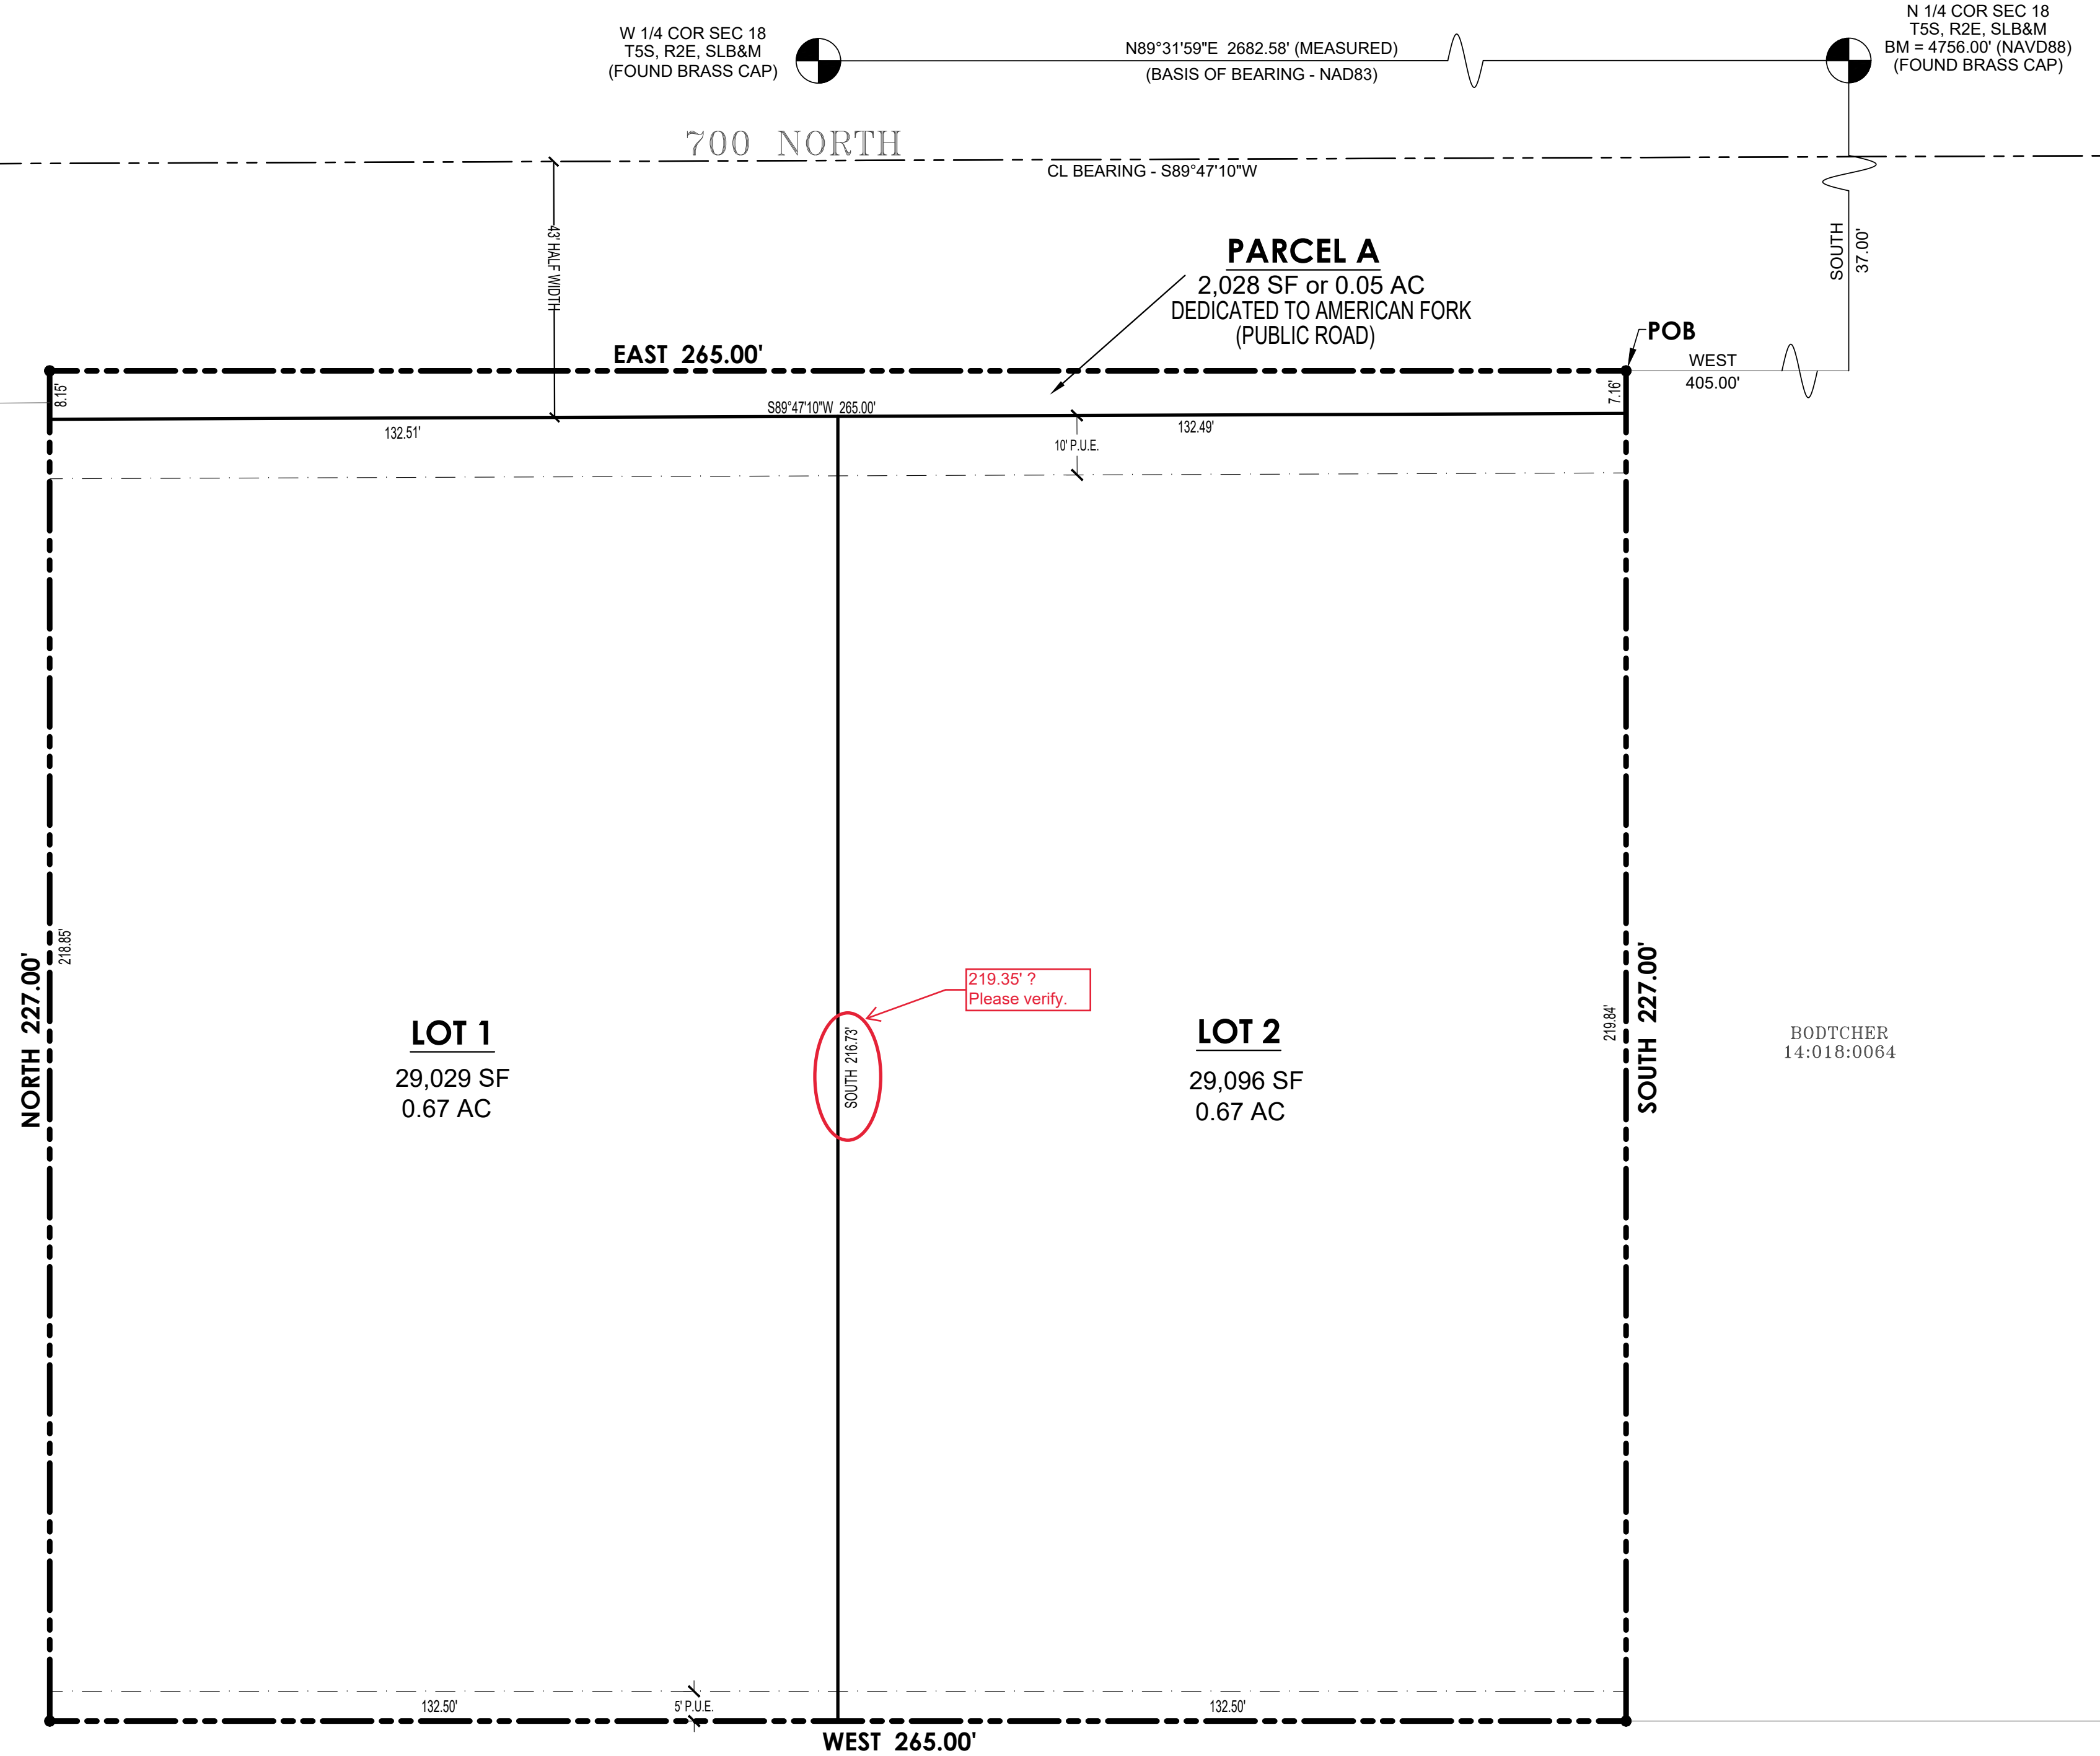 W 1/4 COR SEC 18
T5S, R2E, SLB&M
(FOUND BRASS CAP)
N89°31'59"E 2682.58' (MEASURED)
(BASIS OF BEARING - NAD83)
N 1/4 COR SEC 18
T5S, R2E, SLB&M
BM = 4756.00' (NAVD88)
(FOUND BRASS CAP)
700 NORTH
CL BEARING - S89°47'10"W
43' HALF WIDTH
SOUTH
37.00'
PARCEL A
2,028 SF or 0.05 AC
DEDICATED TO AMERICAN FORK
(PUBLIC ROAD)
POB
WEST
405.00'
EAST 265.00'
8.15'
7.16'
S89°47'10"W 265.00'
132.51'
132.49'
10' P.U.E.
NORTH 227.00'
218.85'
LOT 1
29,029 SF
0.67 AC
SOUTH 216.73'
219.35' ?
Please verify.
LOT 2
29,096 SF
0.67 AC
219.84'
SOUTH 227.00'
BODTCHER
14:018:0064
132.50'
5' P.U.E.
132.50'
WEST 265.00'